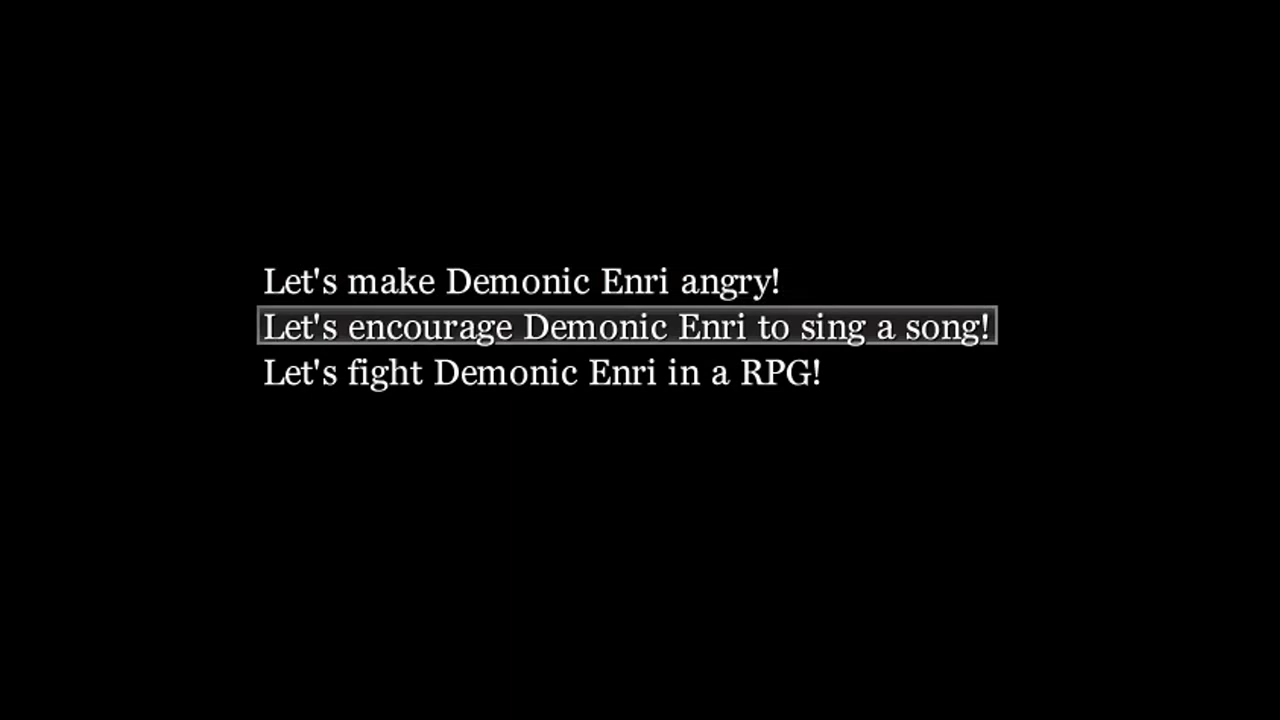 Let's make Demonic Enri angry!
Let's encourage Demonic Enri to sing a song!
Let's fight Demonic Enri in a RPG!